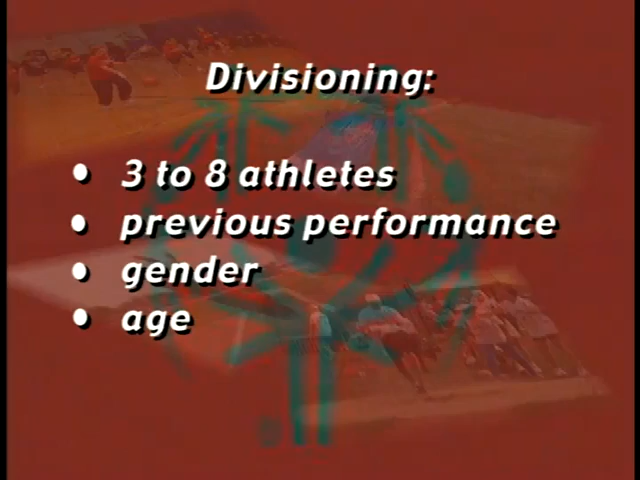 Divisioning:
• 3 to 8 athletes
• previous performance
• gender
• age